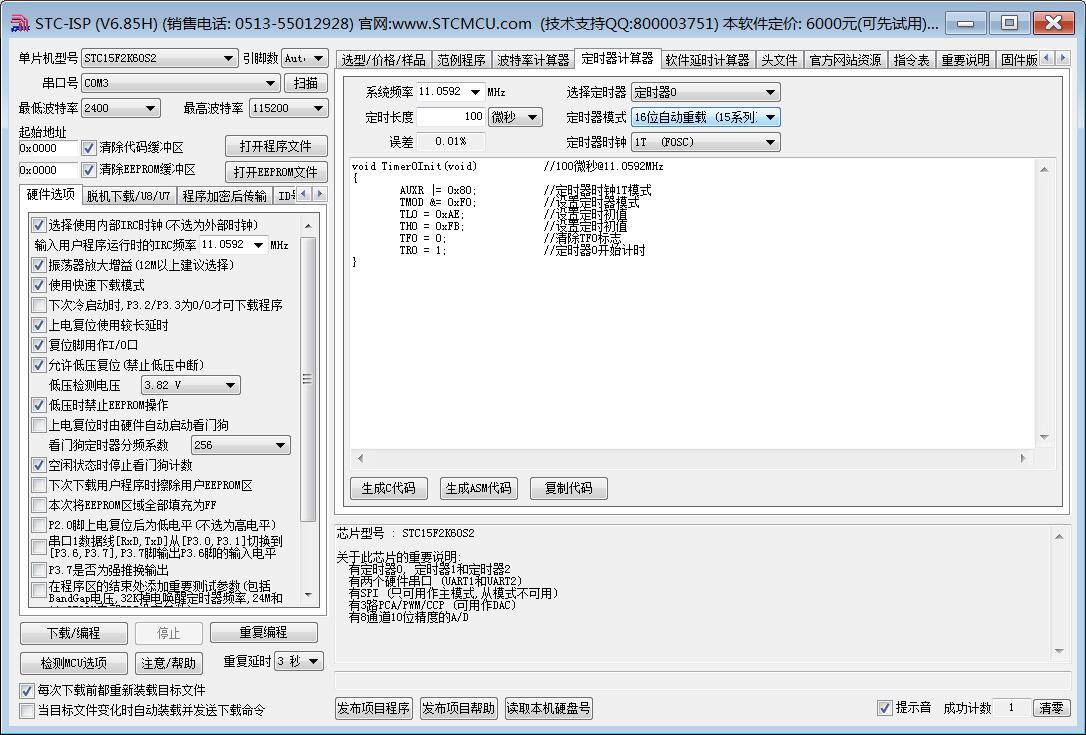 STC-ISP (V6.85H) (销售电话: 0513-55012928) 官网:www.STCMCU.com  (技术支持QQ:800003751) 本软件定价: 6000元(可先试用)...
单片机型号 STC15F2K60S2 引脚数 Aut
串口号 COM3 扫描
最低波特率 2400 最高波特率 115200
起始地址
0x0000 清除代码缓冲区 打开程序文件
0x0000 清除EEPROM缓冲区 打开EEPROM文件
硬件选项 脱机下载/U8/U7 程序加密后传输
选择使用内部IRC时钟(不选为外部时钟)
输入用户程序运行时的IRC频率 11.0592 MHz
振荡器放大增益(12M以上建议选择)
使用快速下载模式
下次冷启动时,P3.2/P3.3为0/0才可下载程序
上电复位使用较长延时
复位脚用作I/O口
允许低压复位(禁止低压中断)
低压检测电压 3.82 V
低压时禁止EEPROM操作
上电复位时由硬件自动启动看门狗
看门狗定时器分频系数 256
空闲状态时停止看门狗计数
下次下载用户程序时擦除用户EEPROM区
本次将EEPROM区域全部填充为FF
P2.0脚上电复位后为低电平(不选为高电平)
串口1数据线[RxD,TxD]从[P3.0,P3.1]切换到
[P3.6,P3.7],P3.7脚输出P3.6脚的输入电平
P3.7是否为强推挽输出
在程序区的结束处添加重要测试参数(包括
BandGap电压,32K掉电唤醒定时器频率,24M和
下载/编程 停止 重复编程
检测MCU选项 注意/帮助 重复延时 3 秒
每次下载前都重新装载目标文件
当目标文件变化时自动装载并发送下载命令
选型/价格/样品 范例程序 波特率计算器 定时器计算器 软件延时计算器 头文件 官方网站资源 指令表 重要说明 固件版
系统频率 11.0592 MHz 选择定时器 定时器0
定时长度 100 微秒 定时器模式 16位自动重载 (15系列
误差 0.01% 定时器时钟 1T (FOSC)
void Timer0Init(void) //100微秒@11.0592MHz
{
AUXR |= 0x80; //定时器时钟1T模式
TMOD &= 0xF0; //设置定时器模式
TL0 = 0xAE; //设置定时初值
TH0 = 0xFB; //设置定时初值
TF0 = 0; //清除TF0标志
TR0 = 1; //定时器0开始计时
}
生成C代码 生成ASM代码 复制代码
芯片型号 : STC15F2K60S2
关于此芯片的重要说明:
有定时器0, 定时器1和定时器2
有两个硬件串口 (UART1和UART2)
有SPI (只可用作主模式,从模式不可用)
有3路PCA/PWM/CCP (可用作DAC)
有8通道10位精度的A/D
发布项目程序 发布项目帮助 读取本机硬盘号 提示音 成功计数 1 清零